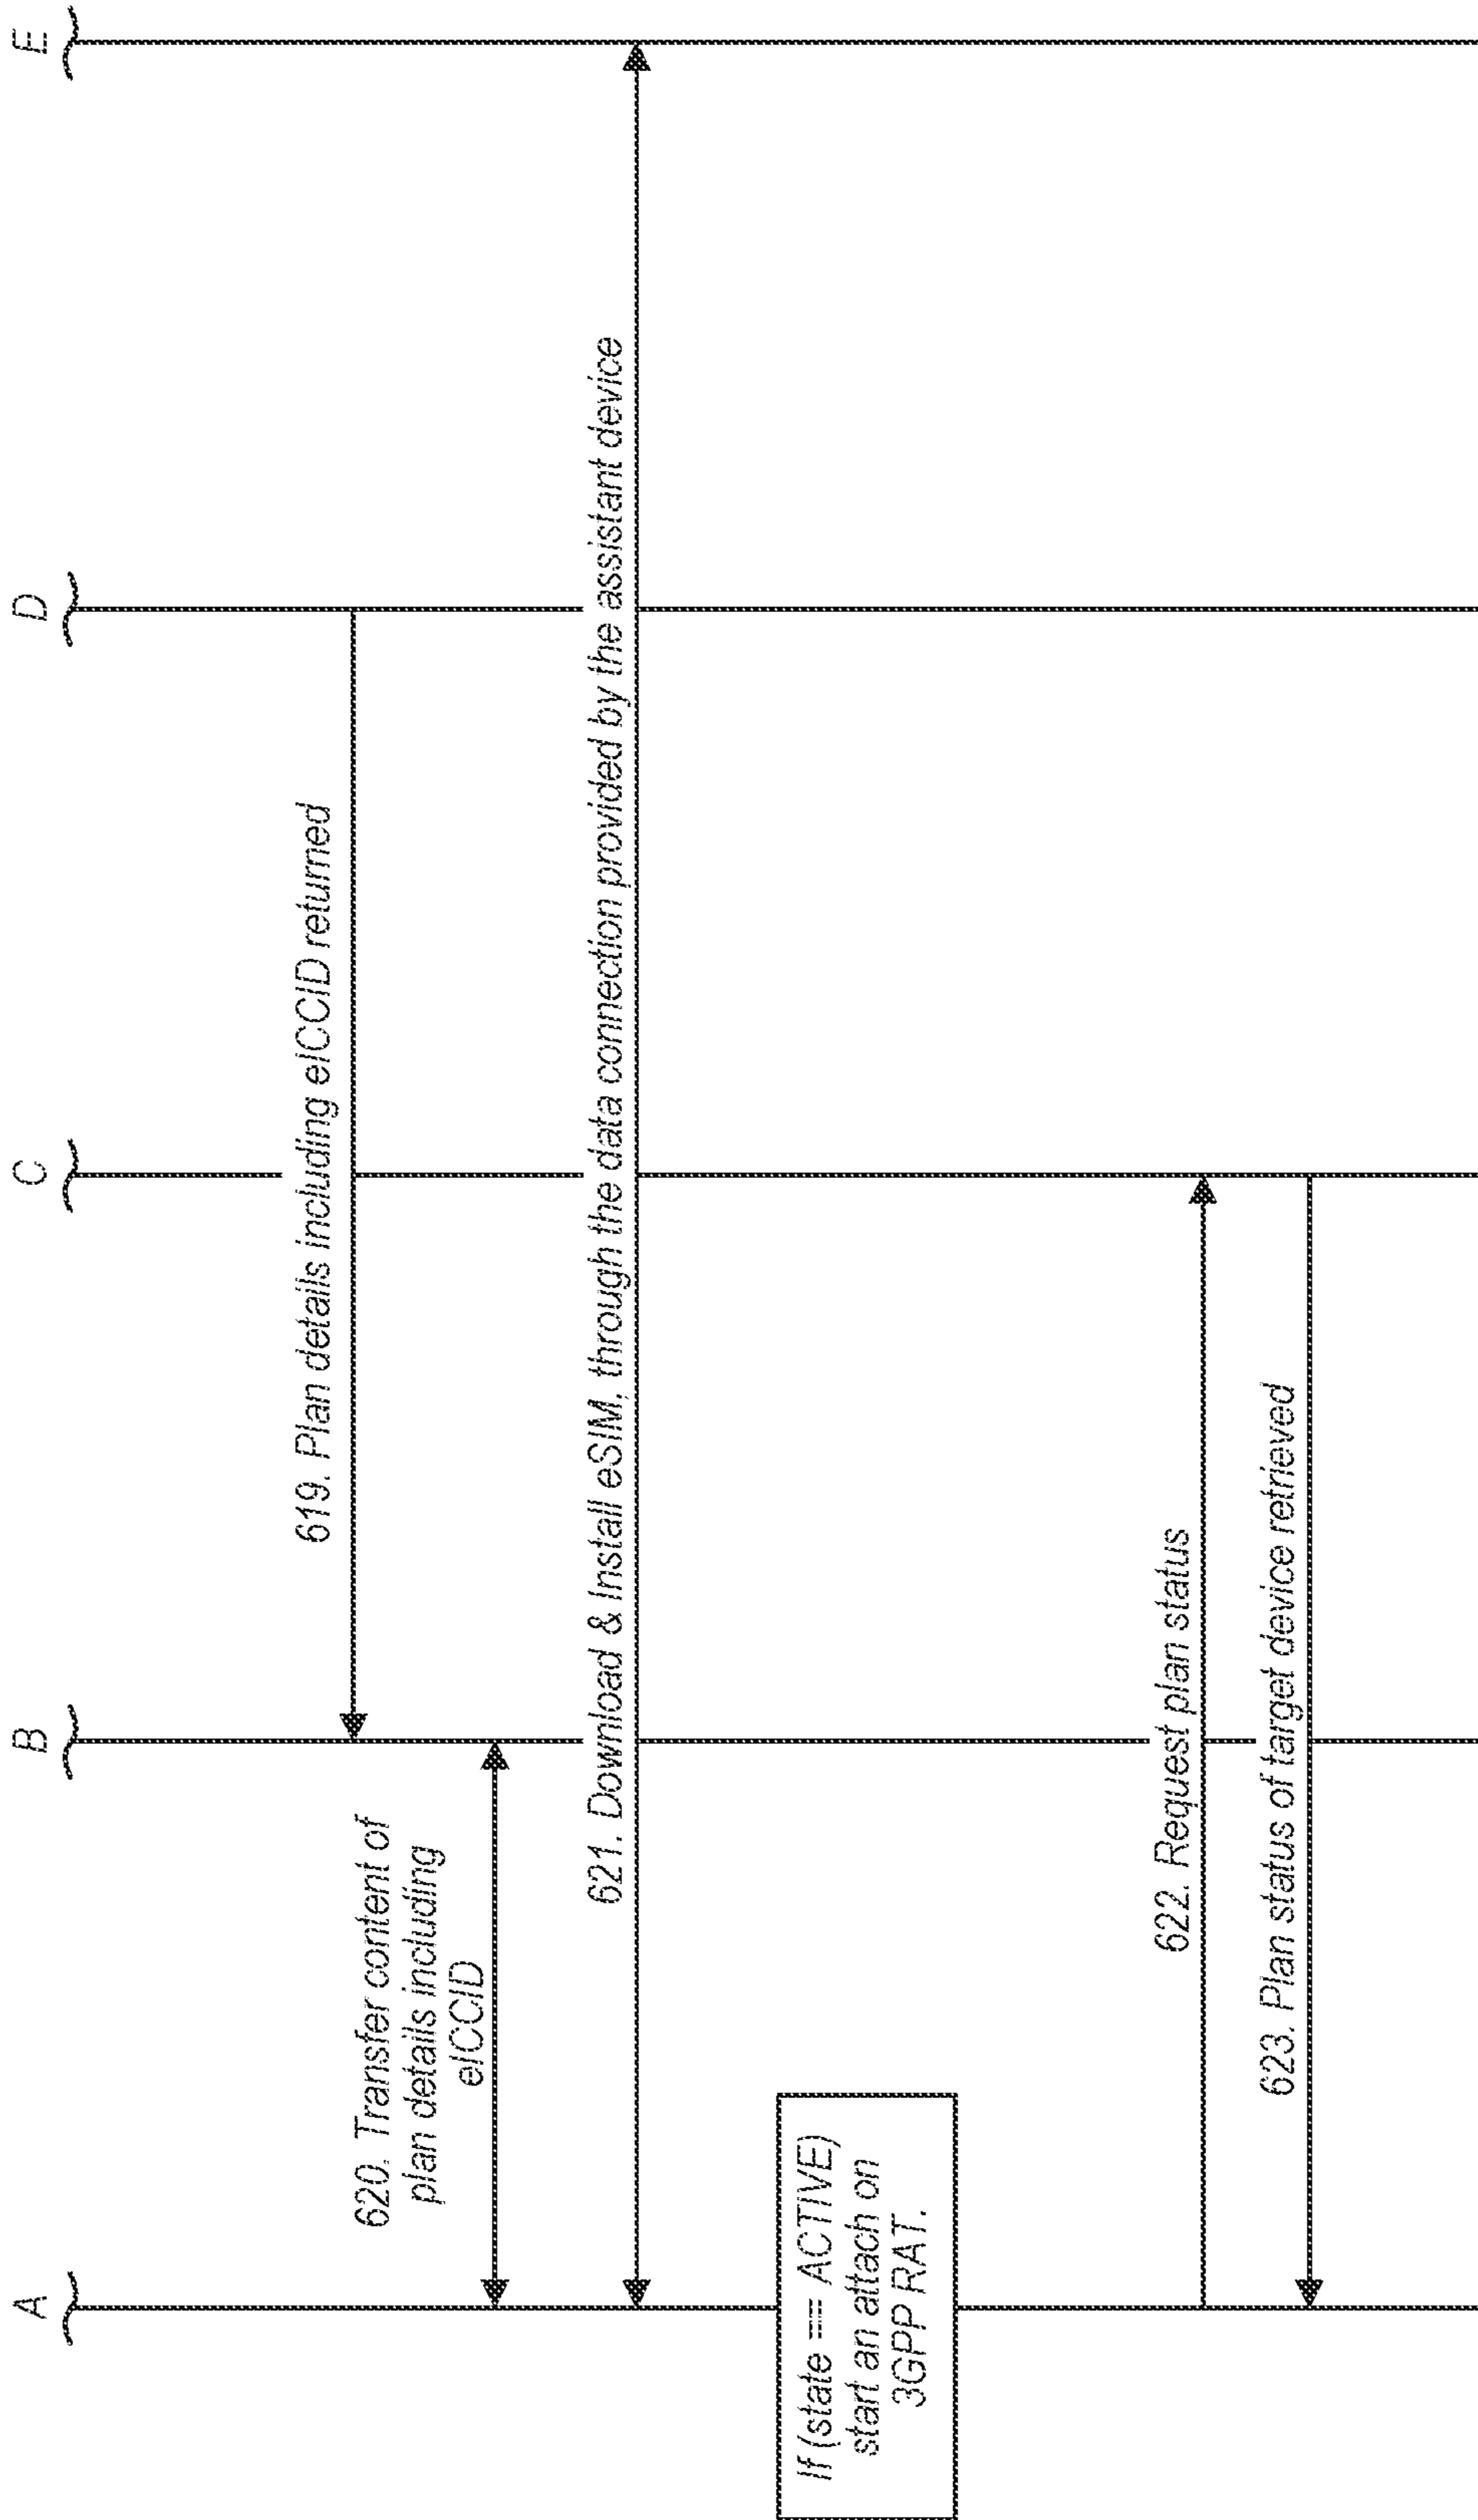 A
B
C
D
E
619. Plan details including eICCID returned
620. Transfer content of
plan details including
eICCID
621. Download & Install eSIM, through the data connection provided by the assistant device
If (state == ACTIVE)
start an attach on
3GPP RAT.
622. Request plan status
623. Plan status of target device retrieved